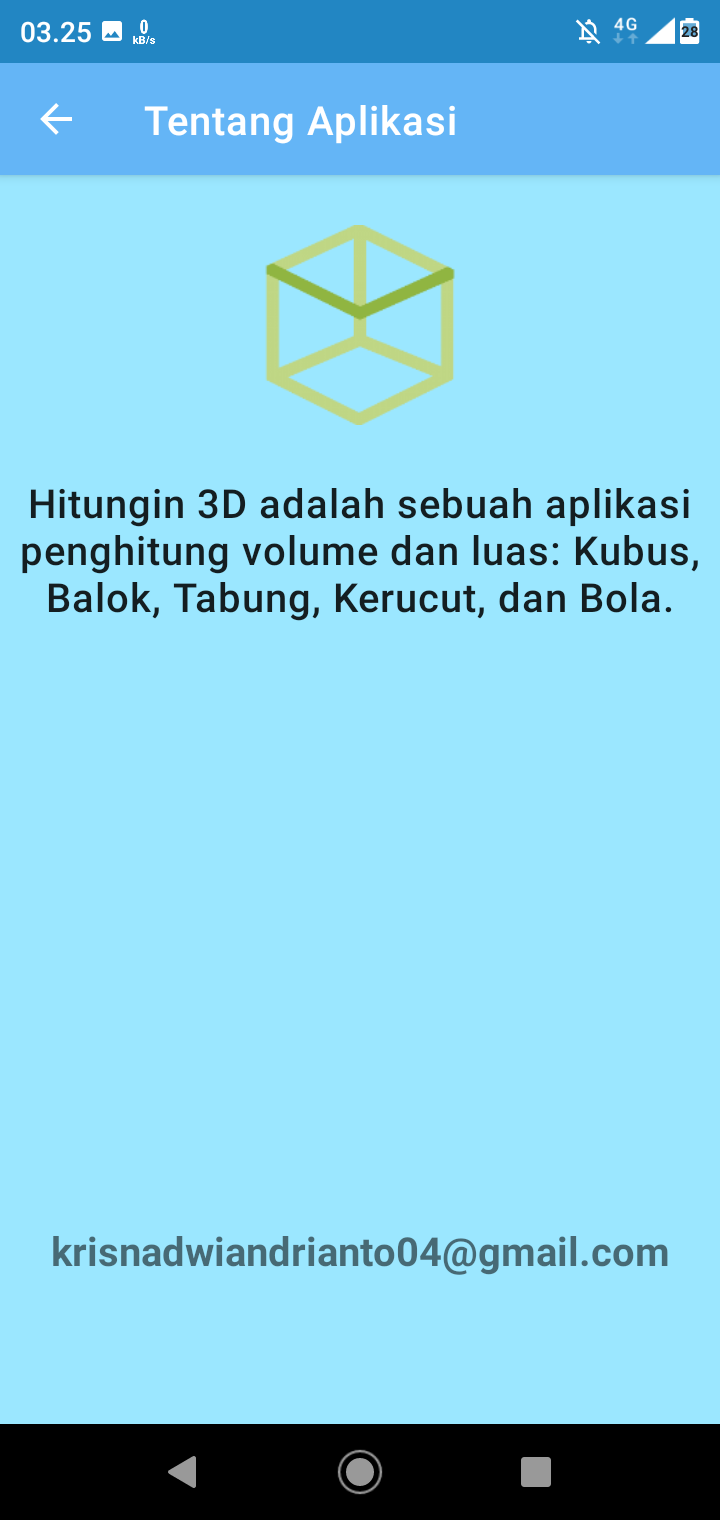 03.25 0 kB/s 4G 28
Tentang Aplikasi
Hitungin 3D adalah sebuah aplikasi
penghitung volume dan luas: Kubus,
Balok, Tabung, Kerucut, dan Bola.
krisnadwiandrianto04@gmail.com